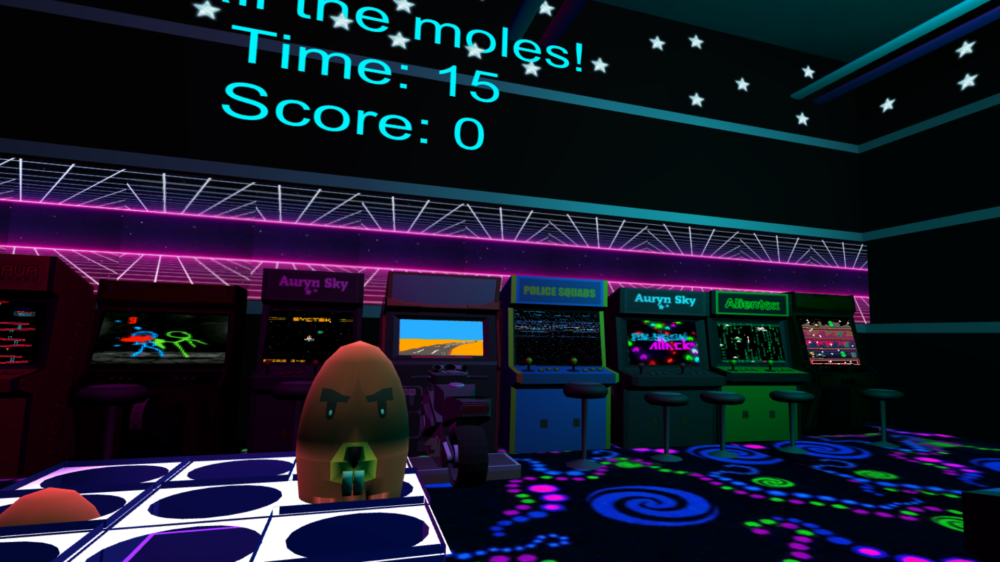 the moles!
Time: 15
Score: 0
Auryn Sky
POLICE SQUADS
Auryn Sky
Alientox